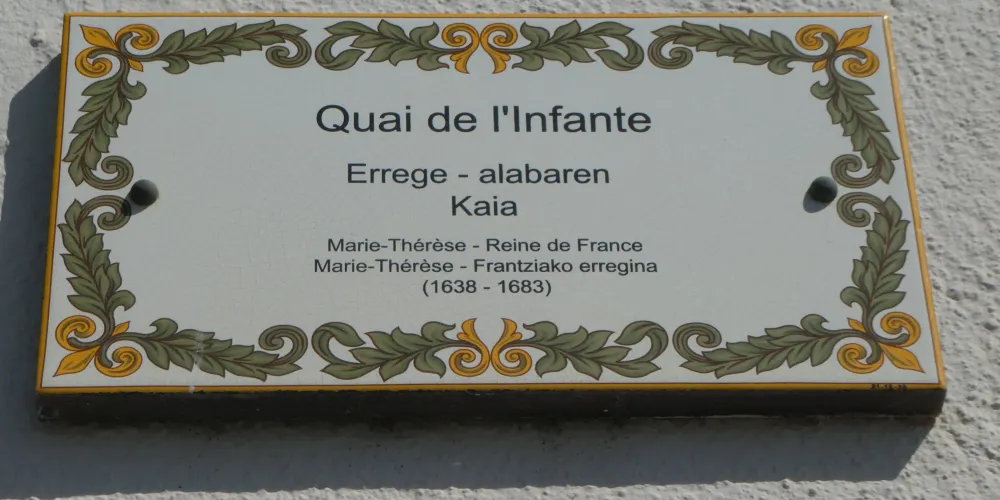 Quai de l'Infante
Errege - alabaren
Kaia
Marie-Thérèse - Reine de France
Marie-Thérèse - Frantziako erregina
(1638 - 1683)